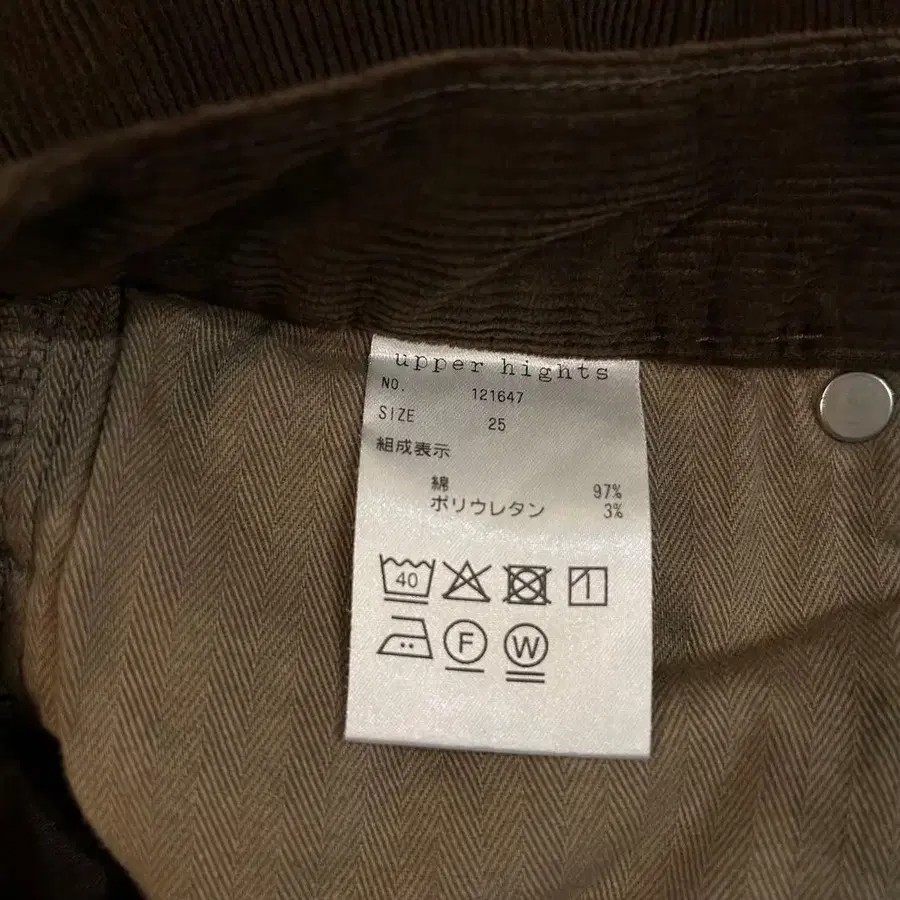 upper hights
NO. 121647
SIZE 25
組成表示
綿 97%
ポリウレタン 3%
40
F W